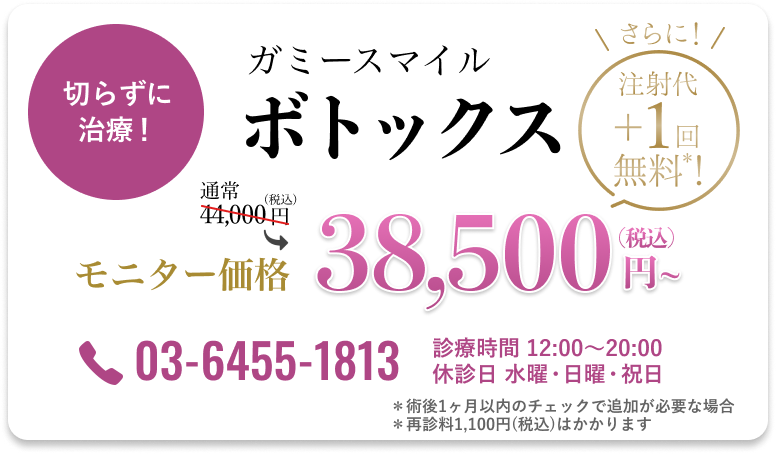 切らずに
治療！
ガミースマイル
ボトックス
さらに！
注射代
＋1回
無料＊！
通常
44,000円(税込)
モニター価格
38,500円~(税込)
03-6455-1813
診療時間 12:00〜20:00
休診日 水曜・日曜・祝日
＊術後1ヶ月以内のチェックで追加が必要な場合
＊再診料1,100円(税込)はかかります